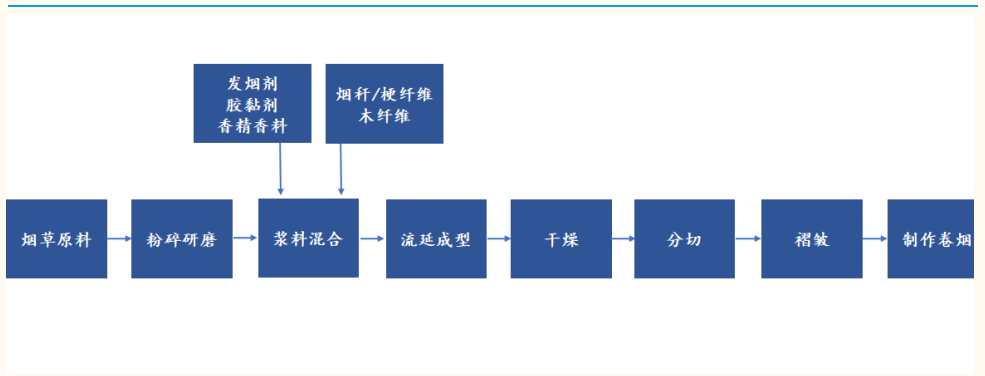 发烟剂
胶黏剂
香精香料
烟秆/梗纤维
木纤维
烟草原料
粉碎研磨
浆料混合
流延成型
干燥
分切
褶皱
制作卷烟